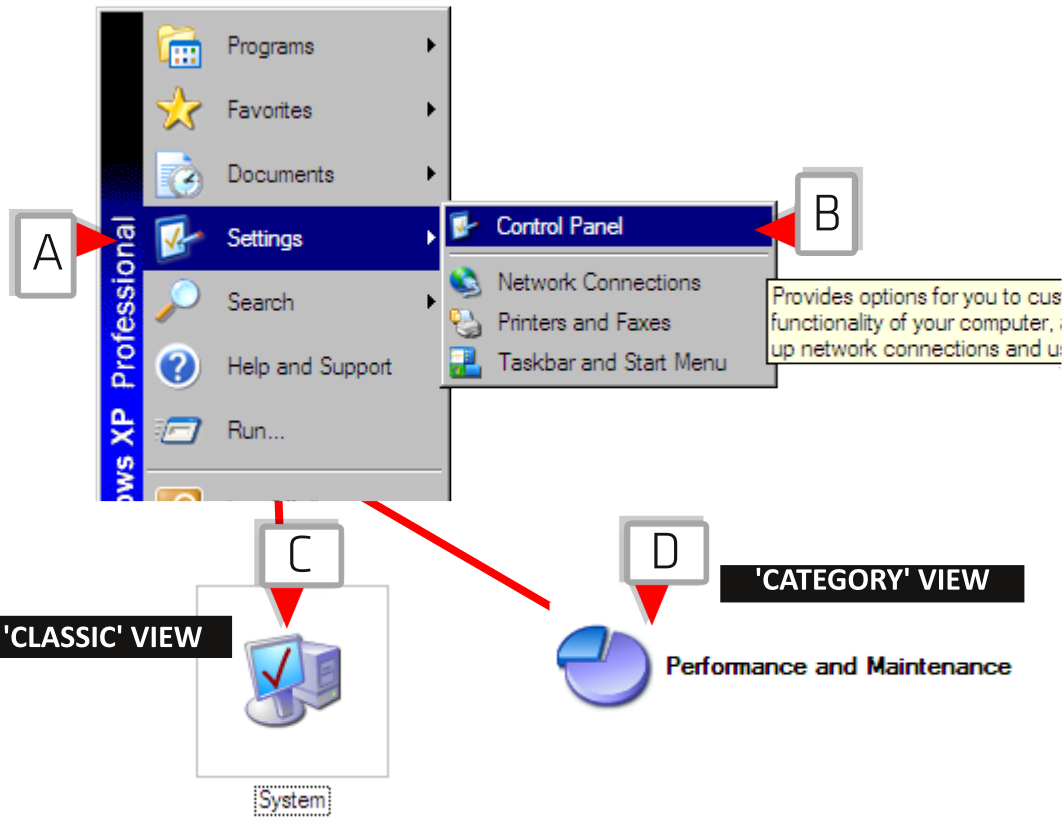 Programs
Favorites
Documents
A
Settings
Control Panel
B
Search
Network Connections
Printers and Faxes
Taskbar and Start Menu
Provides options for you to cus
functionality of your computer,
up network connections and
Help and Support
Run...
ows XP Professional
C
D
'CATEGORY' VIEW
'CLASSIC' VIEW
Performance and Maintenance
System